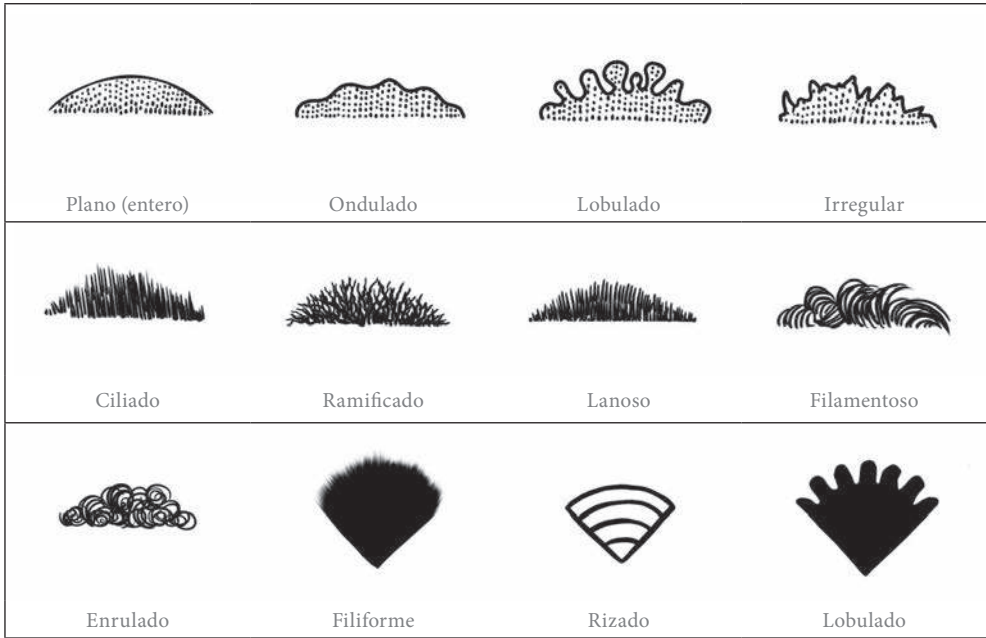 Plano (entero)
Ondulado
Lobulado
Irregular
Ciliado
Ramificado
Lanoso
Filamentoso
Enrulado
Filiforme
Rizado
Lobulado